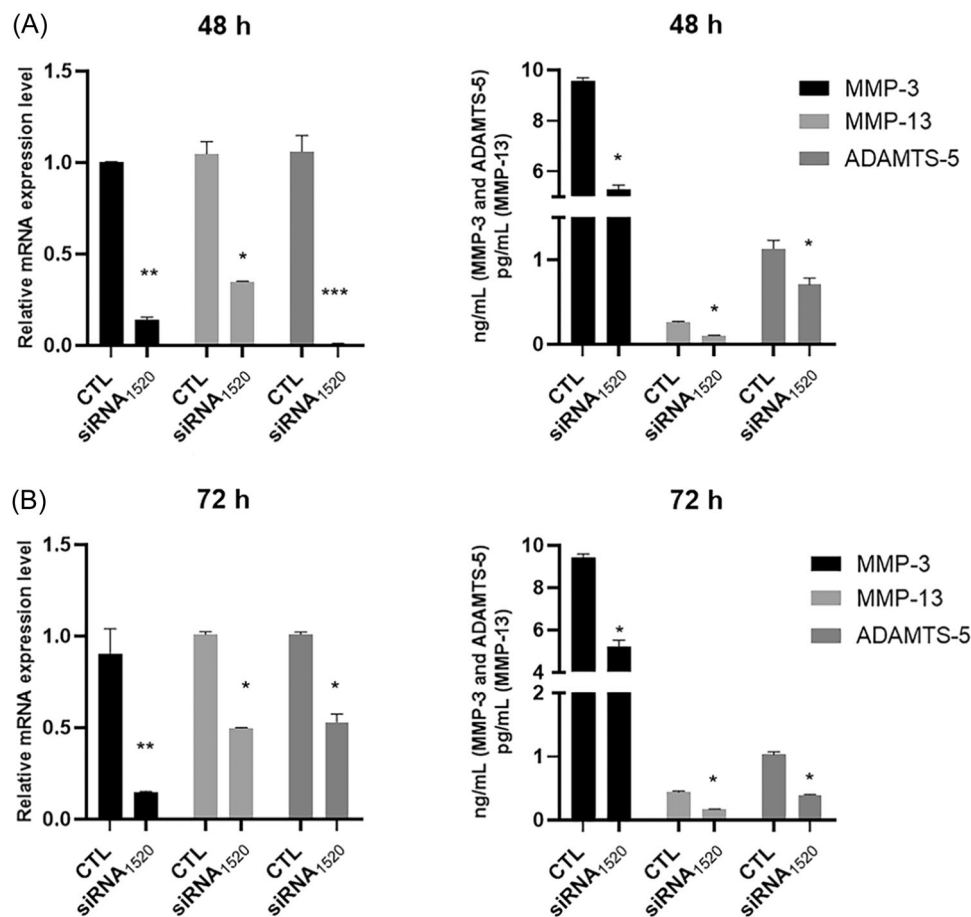 (A)
48 h
Relative mRNA expression level
1.5
1.0
0.5
0.0
**
*
***
CTL
siRNA1520
CTL
siRNA1520
CTL
siRNA1520
48 h
ng/mL (MMP-3 and ADAMTS-5)
pg/mL (MMP-13)
10
8
6
1
0
*
*
*
CTL
siRNA1520
CTL
siRNA1520
CTL
siRNA1520
MMP-3
MMP-13
ADAMTS-5
(B)
72 h
Relative mRNA expression level
1.5
1.0
0.5
0.0
**
*
*
CTL
siRNA1520
CTL
siRNA1520
CTL
siRNA1520
72 h
ng/mL (MMP-3 and ADAMTS-5)
pg/mL (MMP-13)
10
8
6
4
2
1
0
*
*
*
CTL
siRNA1520
CTL
siRNA1520
CTL
siRNA1520
MMP-3
MMP-13
ADAMTS-5